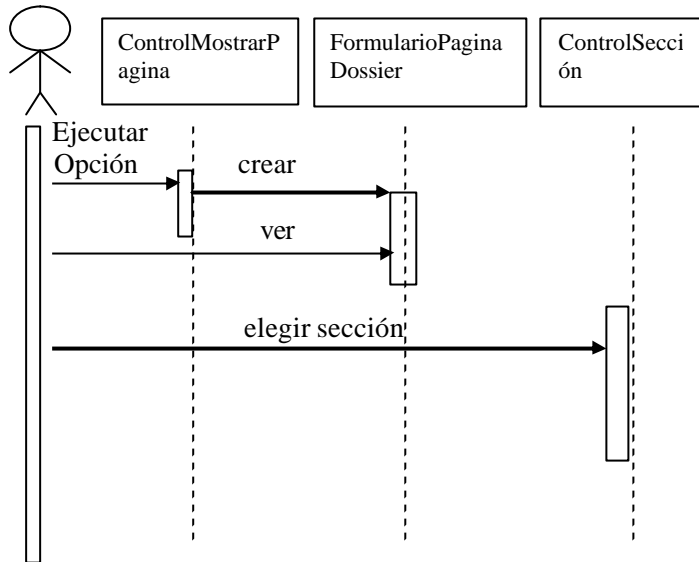 ControlMostrarP
agina
FormularioPagina
Dossier
ControlSecci
ón
Ejecutar
Opción
crear
ver
elegir sección